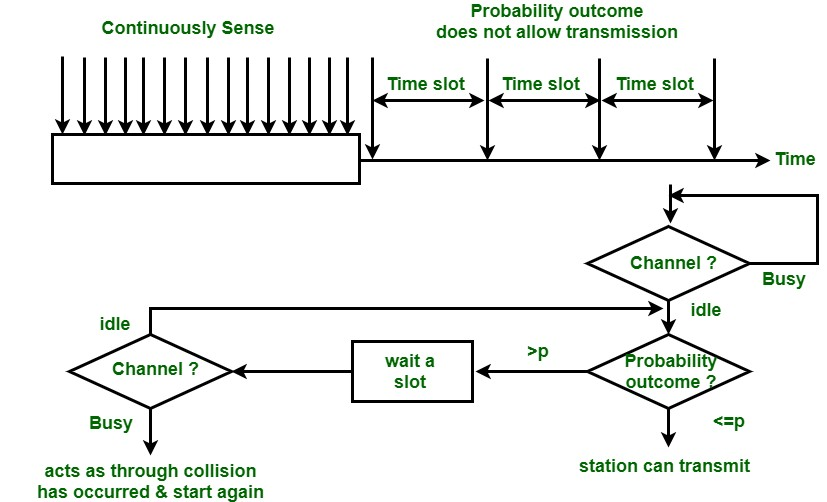 Continuously Sense
Probability outcome
does not allow transmission
Time slot
Time slot
Time slot
Time
Channel ?
Busy
idle
Probability
outcome ?
>p
<=p
station can transmit
wait a
slot
Channel ?
idle
Busy
acts as through collision
has occurred & start again